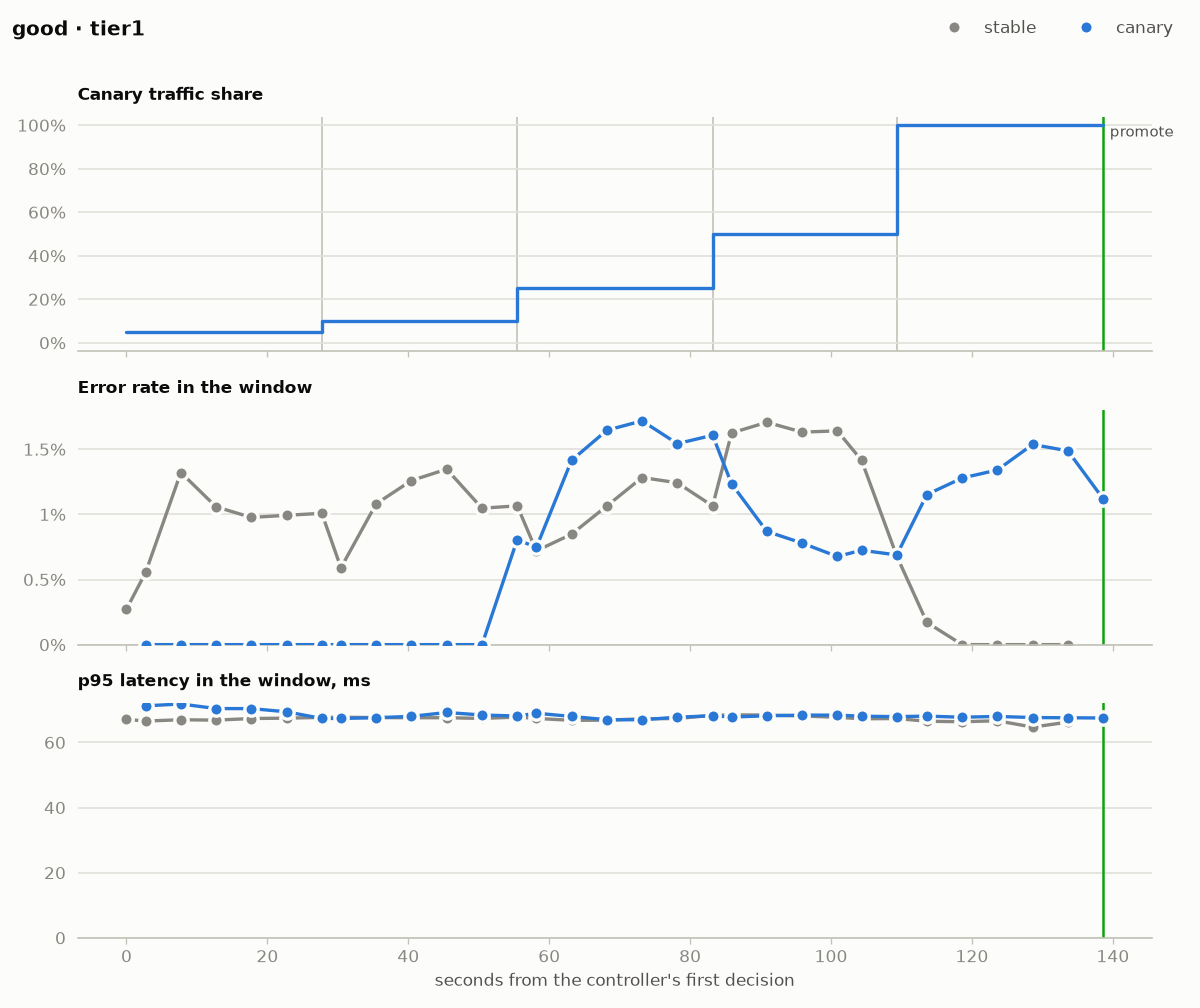 good · tier1
stable
canary
Canary traffic share
100%
promote
80%
60%
40%
20%
0%
Error rate in the window
1.5%
1%
0.5%
0%
p95 latency in the window, ms
60
40
20
0
0 20 40 60 80 100 120 140
seconds from the controller's first decision